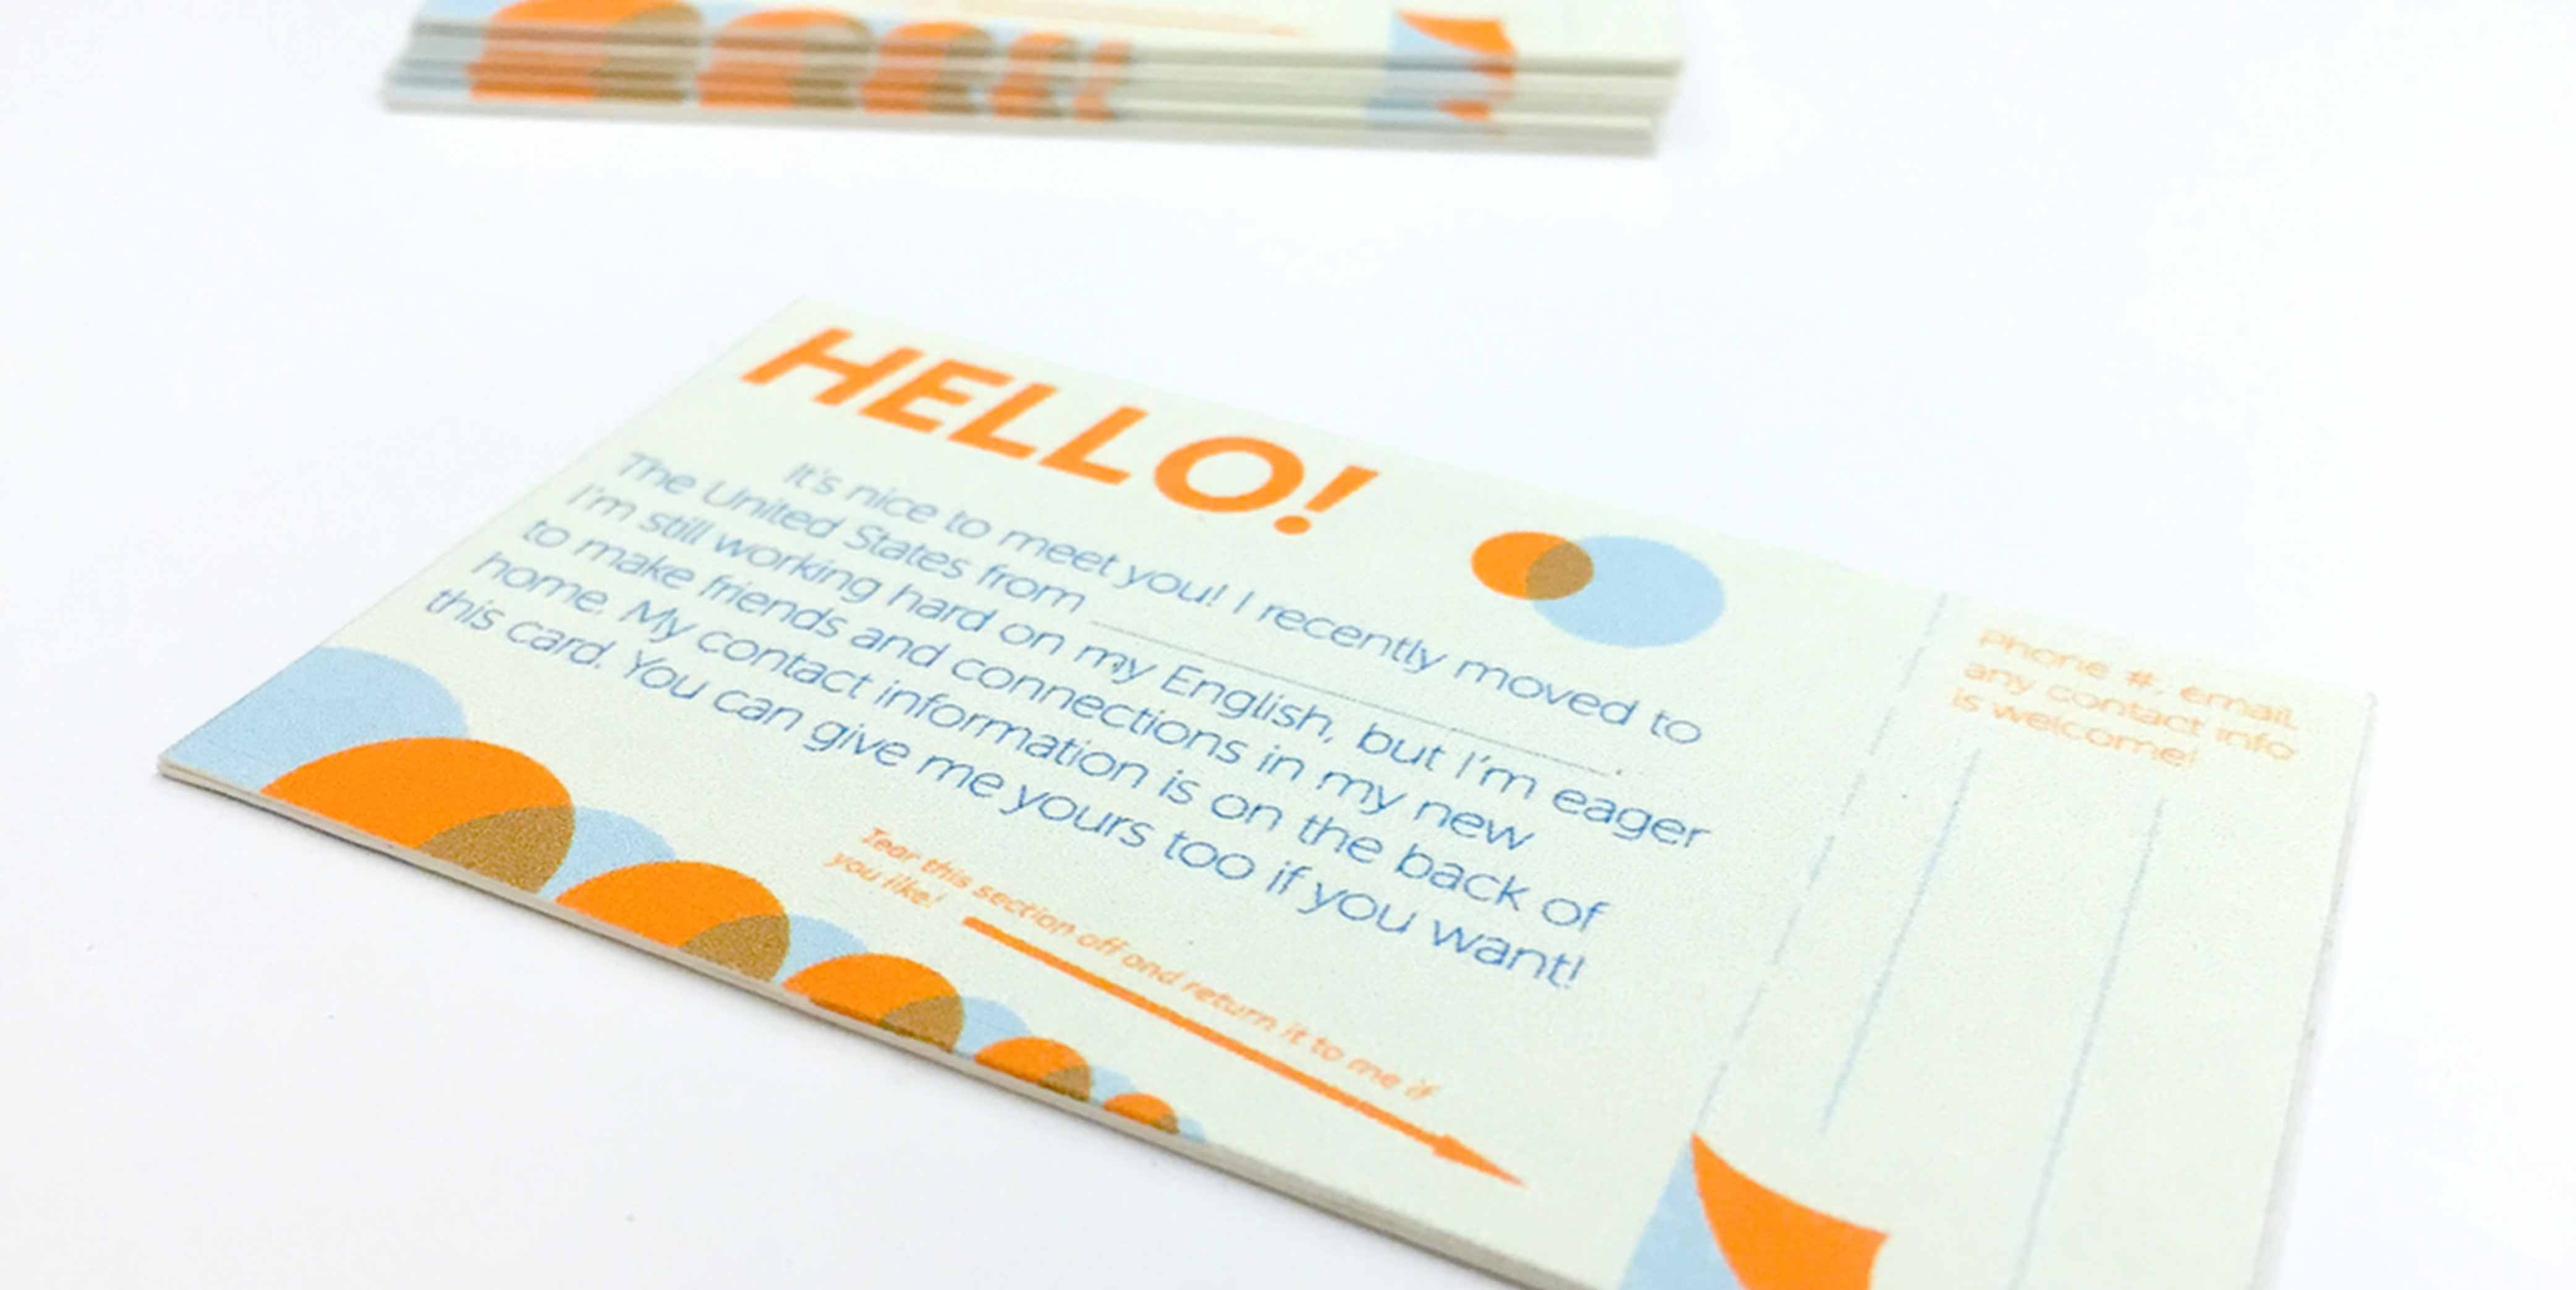 HELLO!
It's nice to meet you! I recently moved to
The United States from
I'm still working hard on my English, but I'm eager
to make friends and connections in my new
home. My contact information is on the back of
this card. You can give me yours too if you want!
Tear this section off and return it to me if
you like!
Phone #, email,
any contact info
is welcome!